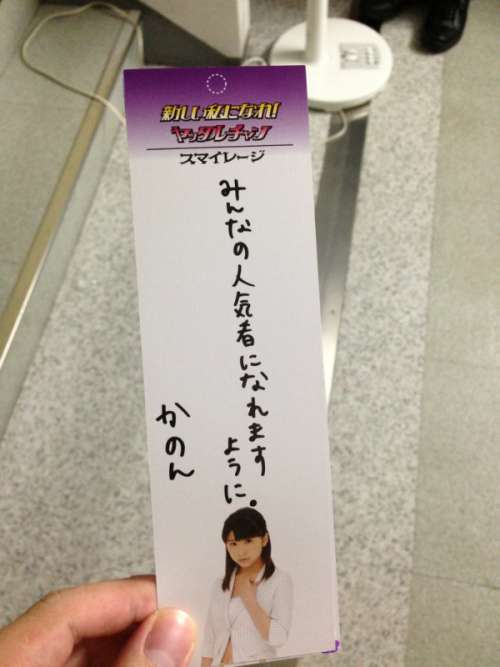 新しい私になれ!
ヤッタルチャン
スマイレージ
みんなの人気者になれます
ように。
かのん